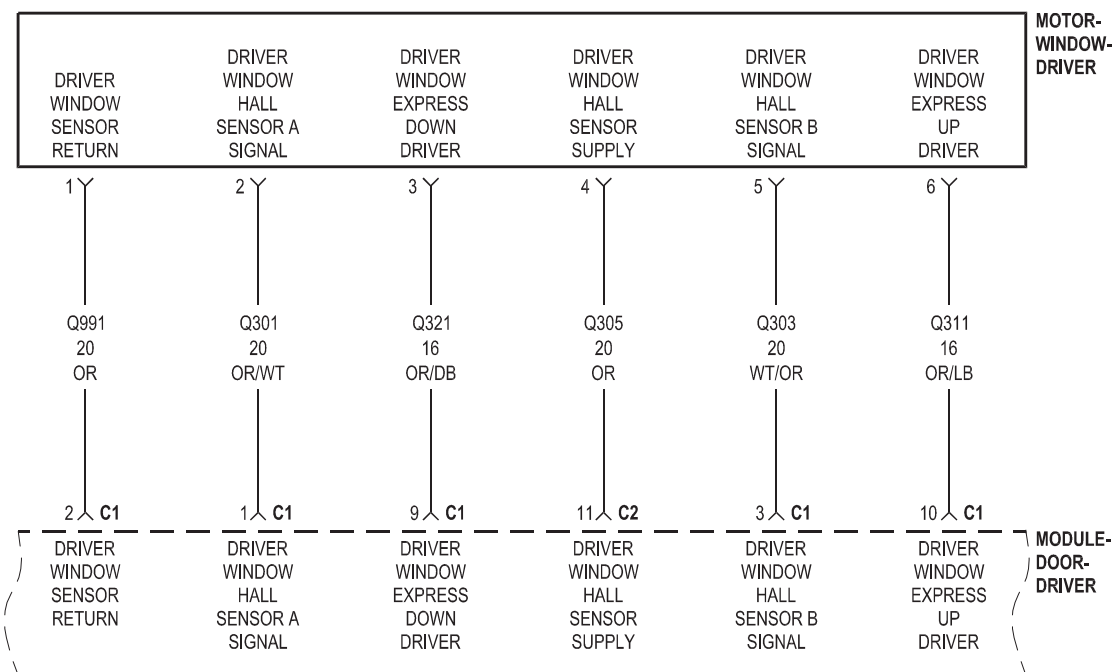 MOTOR-
WINDOW-
DRIVER
DRIVER
WINDOW
SENSOR
RETURN
DRIVER
WINDOW
HALL
SENSOR A
SIGNAL
DRIVER
WINDOW
EXPRESS
DOWN
DRIVER
DRIVER
WINDOW
HALL
SENSOR
SUPPLY
DRIVER
WINDOW
HALL
SENSOR B
SIGNAL
DRIVER
WINDOW
EXPRESS
UP
DRIVER
1
2
3
4
5
6
Q991
20
OR
Q301
20
OR/WT
Q321
16
OR/DB
Q305
20
OR
Q303
20
WT/OR
Q311
16
OR/LB
2 C1
1 C1
9 C1
11 C2
3 C1
10 C1
DRIVER
WINDOW
SENSOR
RETURN
DRIVER
WINDOW
HALL
SENSOR A
SIGNAL
DRIVER
WINDOW
EXPRESS
DOWN
DRIVER
DRIVER
WINDOW
HALL
SENSOR
SUPPLY
DRIVER
WINDOW
HALL
SENSOR B
SIGNAL
DRIVER
WINDOW
EXPRESS
UP
DRIVER
MODULE-
DOOR-
DRIVER